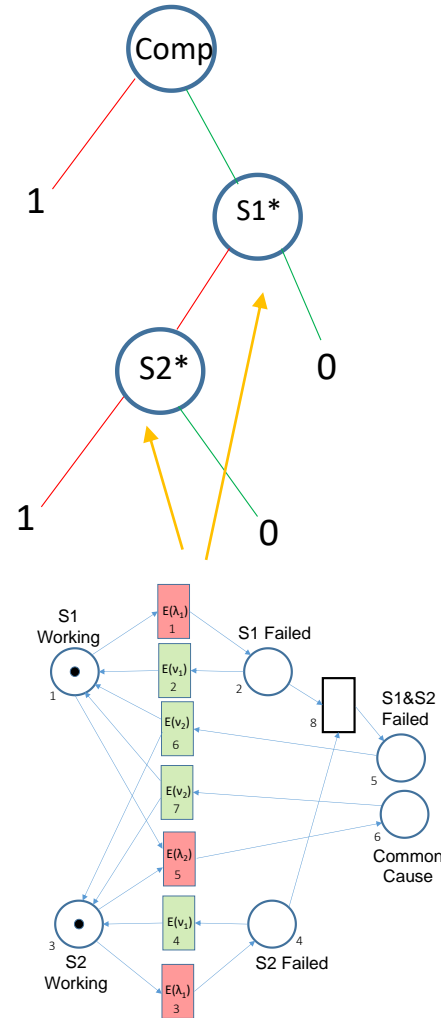 Comp
1
S1*
S2*
0
1
0
S1
Working
E(λ₁)
1
S1 Failed
E(ν₁)
2
1
2
8
S1&S2
Failed
E(ν₂)
6
5
E(ν₂)
7
6
E(λ₂)
5
Common
Cause
E(ν₁)
4
3
4
S2
Working
S2 Failed
E(λ₁)
3